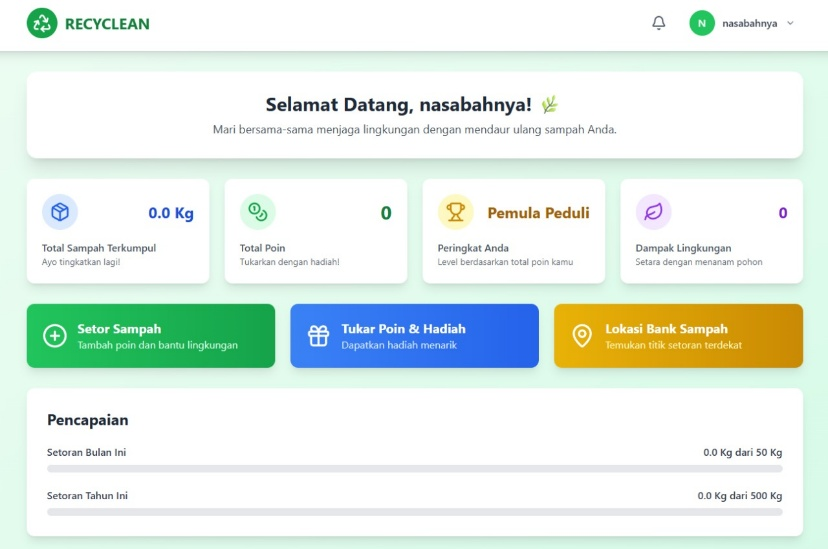 RECYCLEAN
N nasabahnya
Selamat Datang, nasabahnya!
Mari bersama-sama menjaga lingkungan dengan mendaur ulang sampah Anda.
0.0 Kg
Total Sampah Terkumpul
Ayo tingkatkan lagi!
0
Total Poin
Tukarkan dengan hadiah!
Pemula Peduli
Peringkat Anda
Level berdasarkan total poin kamu
0
Dampak Lingkungan
Setara dengan menanam pohon
Setor Sampah
Tambah poin dan bantu lingkungan
Tukar Poin & Hadiah
Dapatkan hadiah menarik
Lokasi Bank Sampah
Temukan titik setoran terdekat
Pencapaian
Setoran Bulan Ini
0.0 Kg dari 50 Kg
Setoran Tahun Ini
0.0 Kg dari 500 Kg